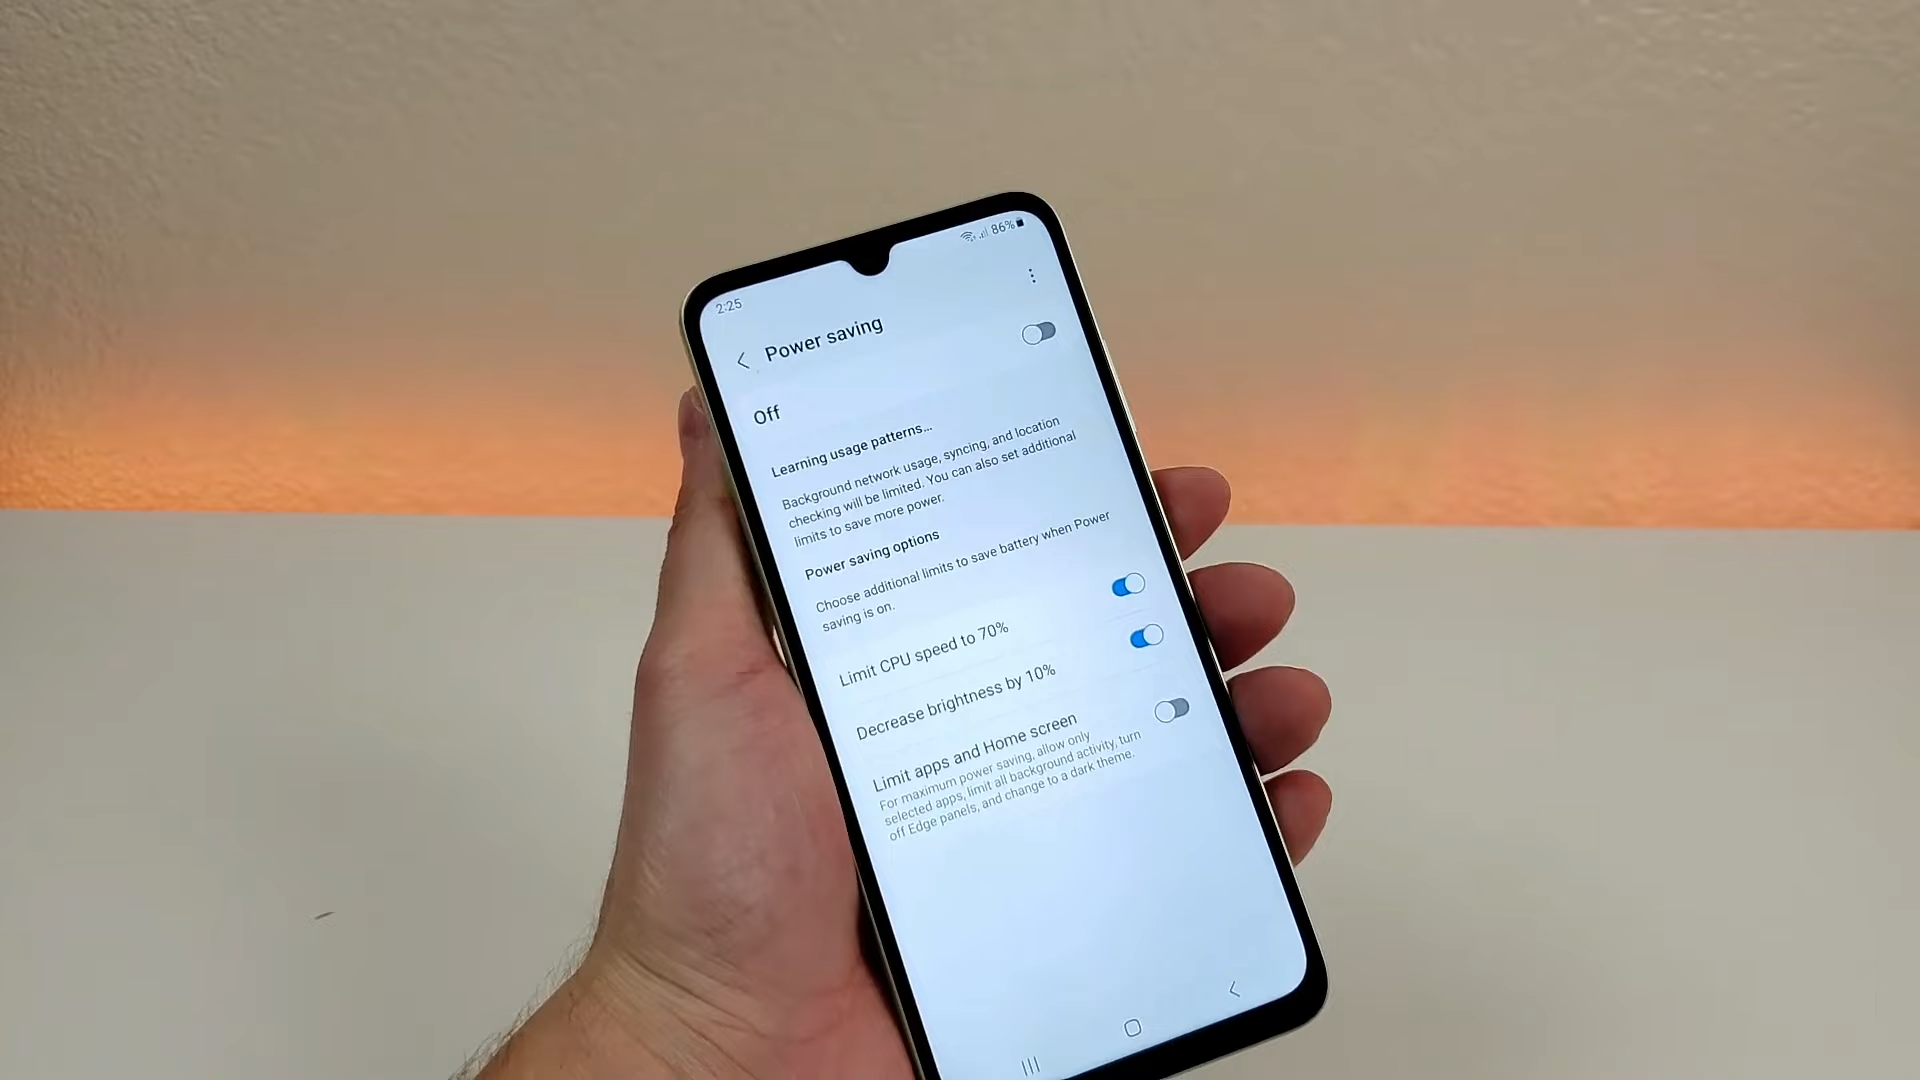 2:25
86%
Power saving
Off
Learning usage patterns...
Background network usage, syncing, and location
checking will be limited. You can also set additional
limits to save more power.
Power saving options
Choose additional limits to save battery when Power
saving is on.
Limit CPU speed to 70%
Decrease brightness by 10%
Limit apps and Home screen
For maximum power saving, allow only
selected apps, limit all background activity, turn
off Edge panels, and change to a dark theme.